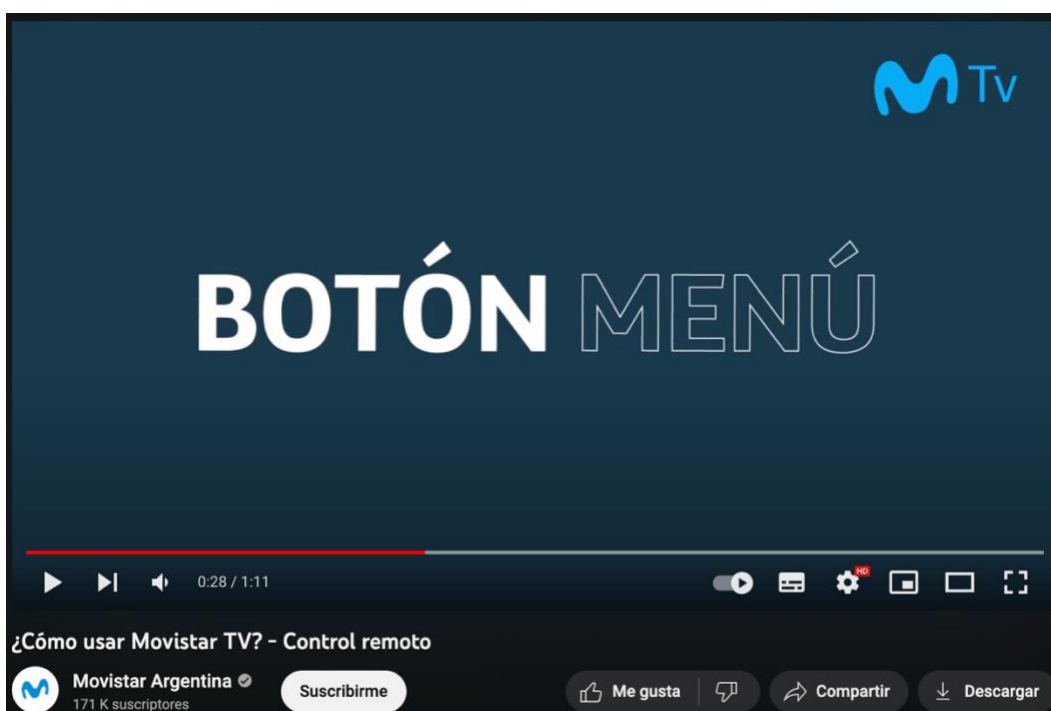 Tv
BOTÓN MENÚ
0:28 / 1:11
HD
¿Cómo usar Movistar TV? - Control remoto
Movistar Argentina
Suscribirme
Me gusta
Compartir
Descargar
171 K suscriptores